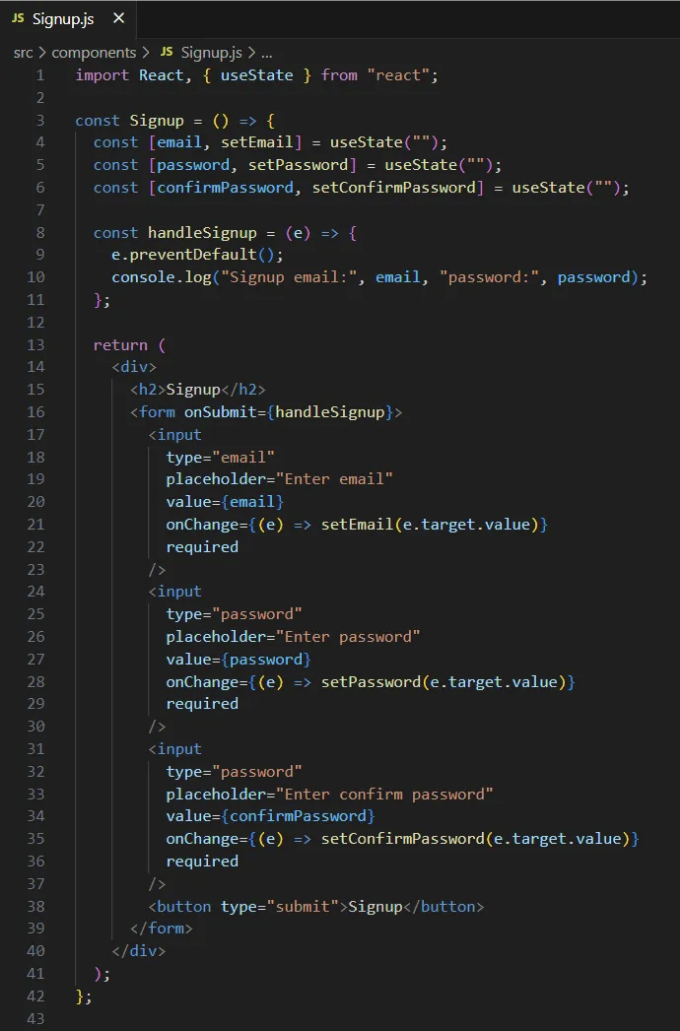 JS Signup.js ×
src > components > JS Signup.js > ...
1 import React, { useState } from "react";
2
3 const Signup = () => {
4   const [email, setEmail] = useState("");
5   const [password, setPassword] = useState("");
6   const [confirmPassword, setConfirmPassword] = useState("");
7
8   const handleSignup = (e) => {
9     e.preventDefault();
10     console.log("Signup email:", email, "password:", password);
11   };
12
13   return (
14     <div>
15       <h2>Signup</h2>
16       <form onSubmit={handleSignup}>
17         <input
18           type="email"
19           placeholder="Enter email"
20           value={email}
21           onChange={(e) => setEmail(e.target.value)}
22           required
23         />
24         <input
25           type="password"
26           placeholder="Enter password"
27           value={password}
28           onChange={(e) => setPassword(e.target.value)}
29           required
30         />
31         <input
32           type="password"
33           placeholder="Enter confirm password"
34           value={confirmPassword}
35           onChange={(e) => setConfirmPassword(e.target.value)}
36           required
37         />
38         <button type="submit">Signup</button>
39       </form>
40     </div>
41   );
42 };
43